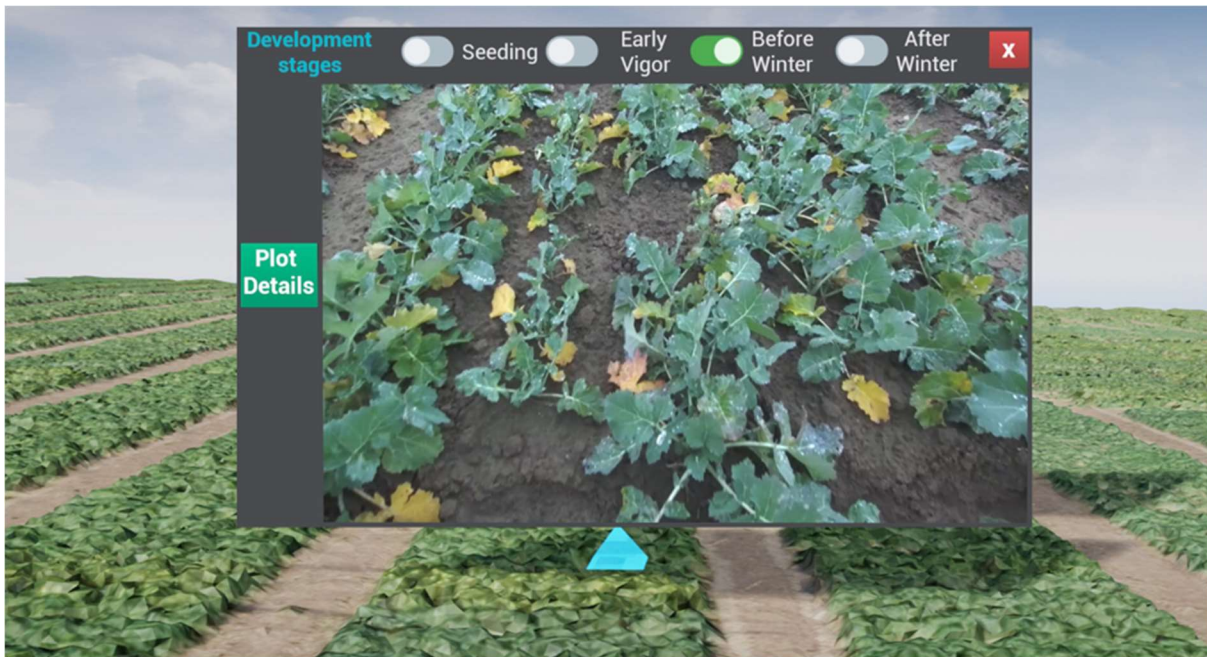 Development
stages
Seeding
Early
Vigor
Before
Winter
After
Winter
X
Plot
Details